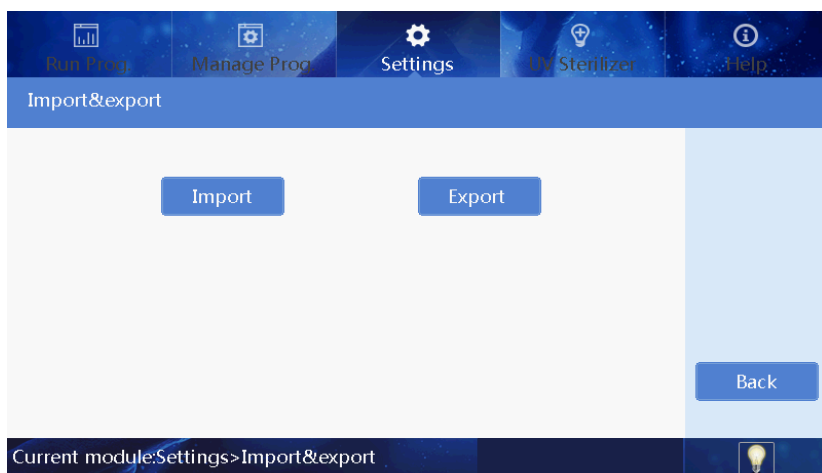 Run Prog
Manage Prog
Settings
UV Sterilizer
Help
Import&export
Import
Export
Back
Current module:Settings>Import&export